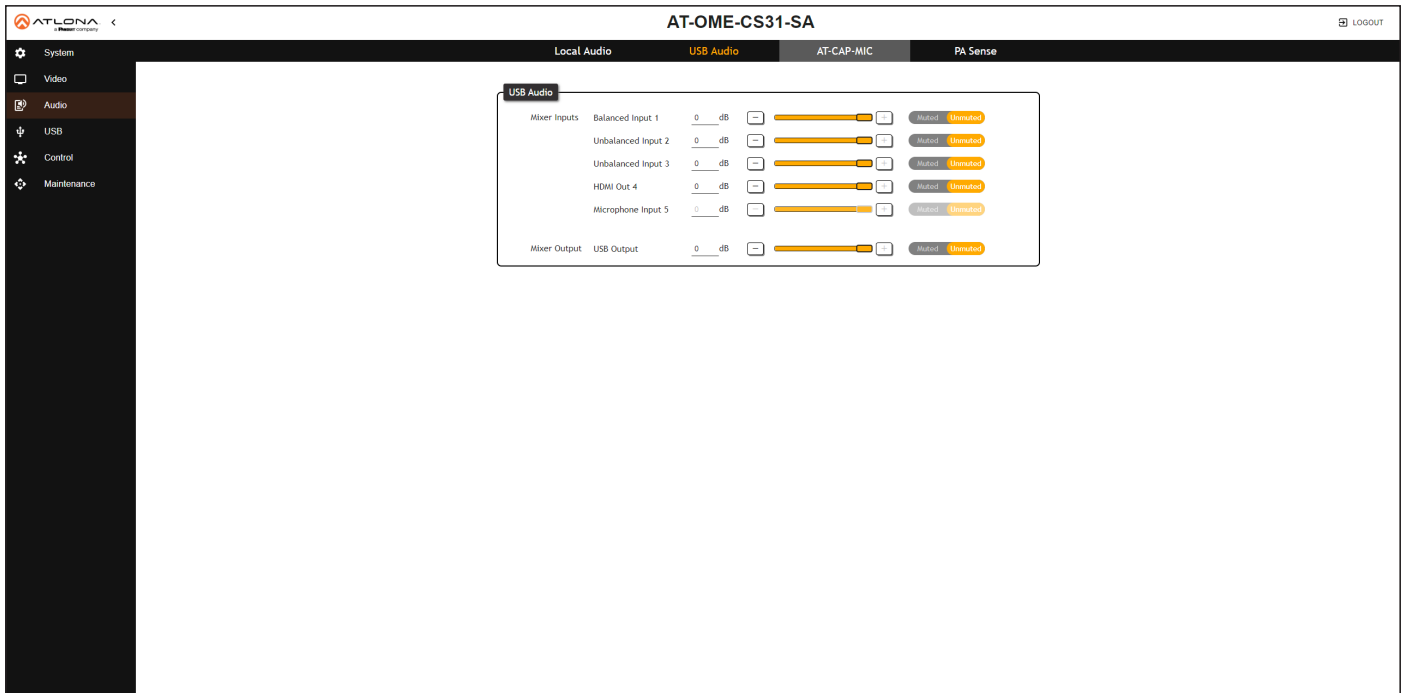 ATLONA
a Panduit company
AT-OME-CS31-SA
LOGOUT
System
Video
Audio
USB
Control
Maintenance
Local Audio
USB Audio
AT-CAP-MIC
PA Sense
USB Audio
Mixer Inputs Balanced Input 1 0 dB − + Muted Unmuted
Unbalanced Input 2 0 dB − + Muted Unmuted
Unbalanced Input 3 0 dB − + Muted Unmuted
HDMI Out 4 0 dB − + Muted Unmuted
Microphone Input 5 0 dB − + Muted Unmuted
Mixer Output USB Output 0 dB − + Muted Unmuted